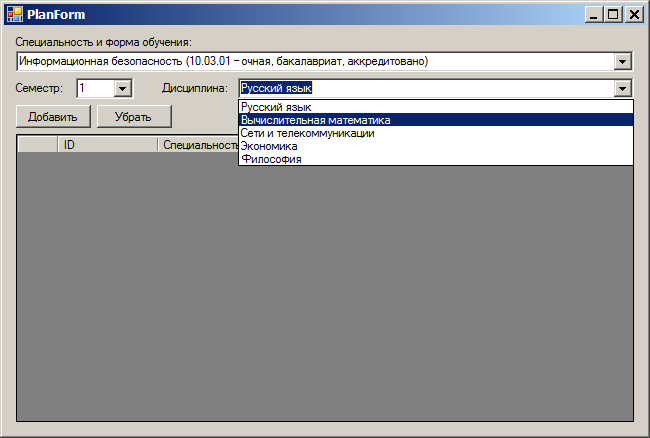 PlanForm
Специальность и форма обучения:
Информационная безопасность (10.03.01 – очная, бакалавриат, аккредитовано)
Семестр: 1 Дисциплина: Русский язык
Добавить Убрать
Русский язык
Вычислительная математика
Сети и телекоммуникации
Экономика
Философия
ID Специальность